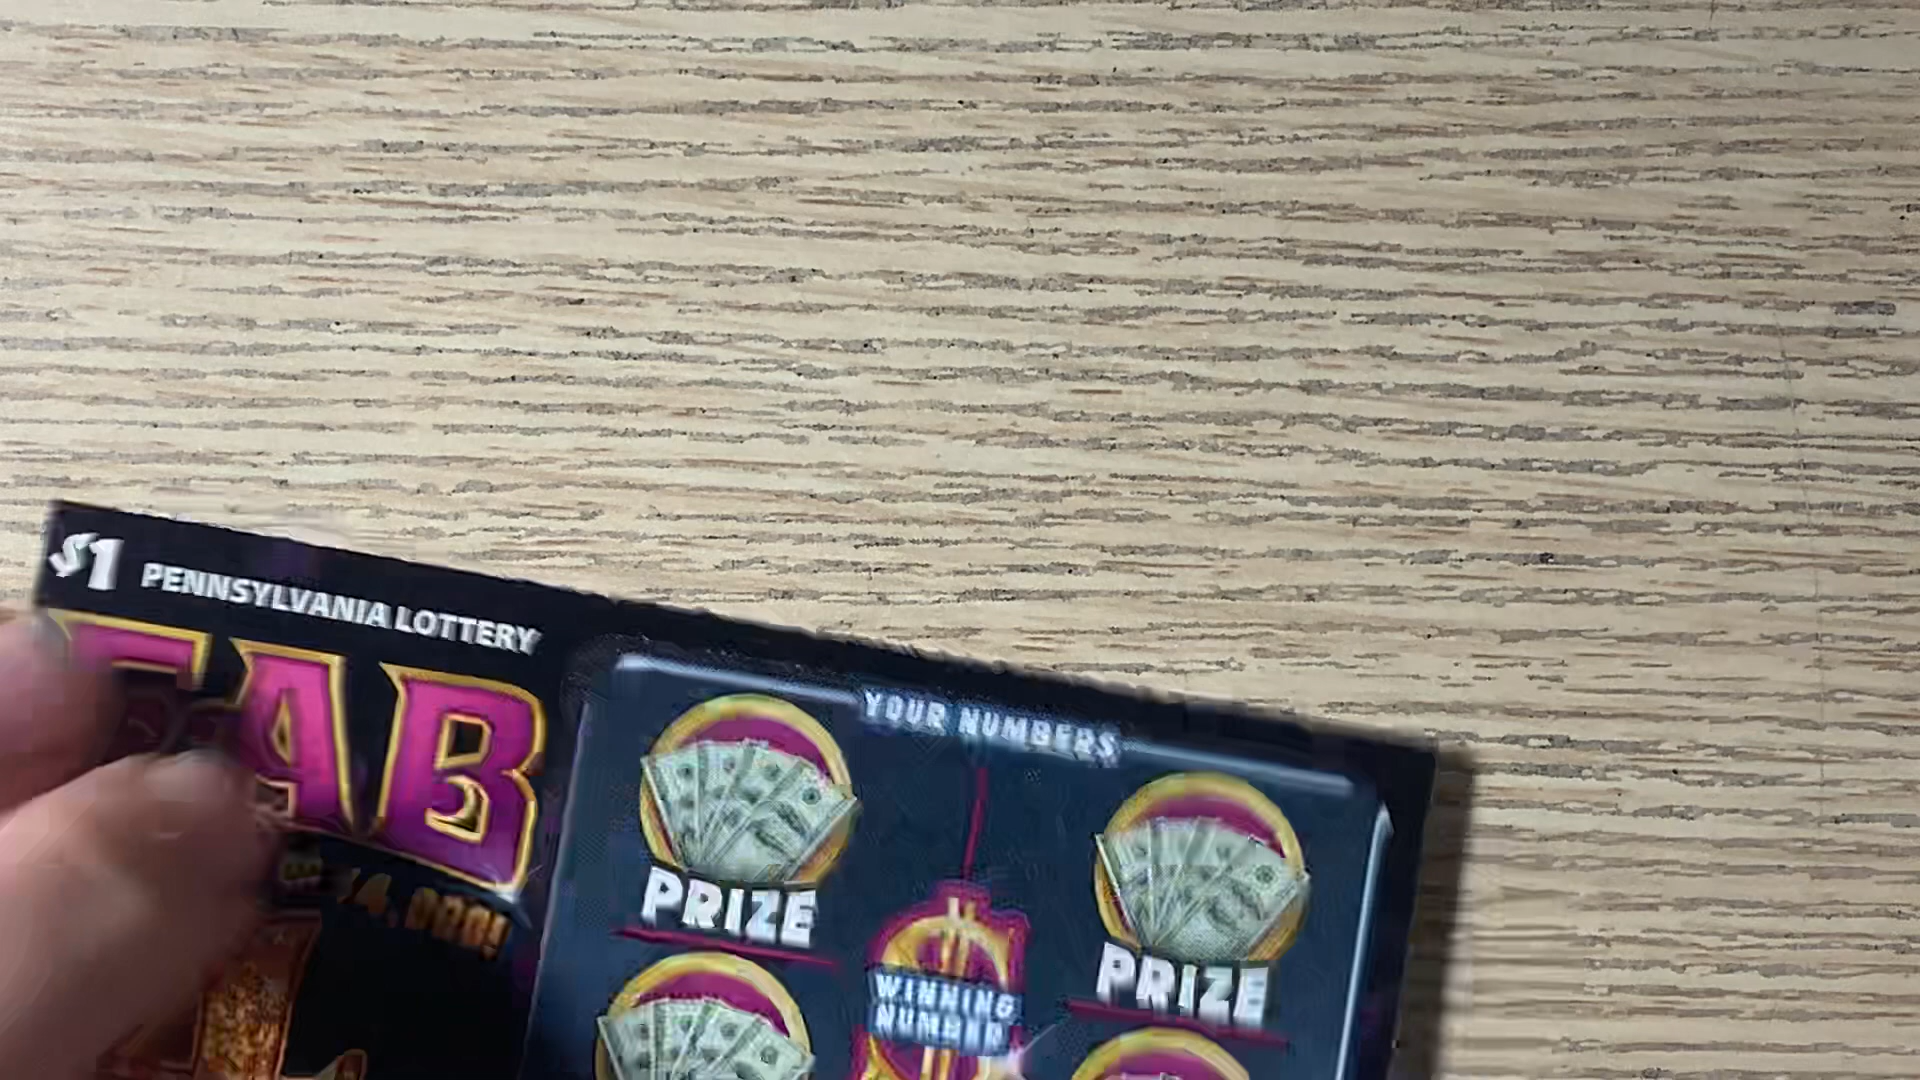 $1 PENNSYLVANIA LOTTERY
FAB
YOUR NUMBERS
PRIZE
PRIZE
WINNING
NUMBER